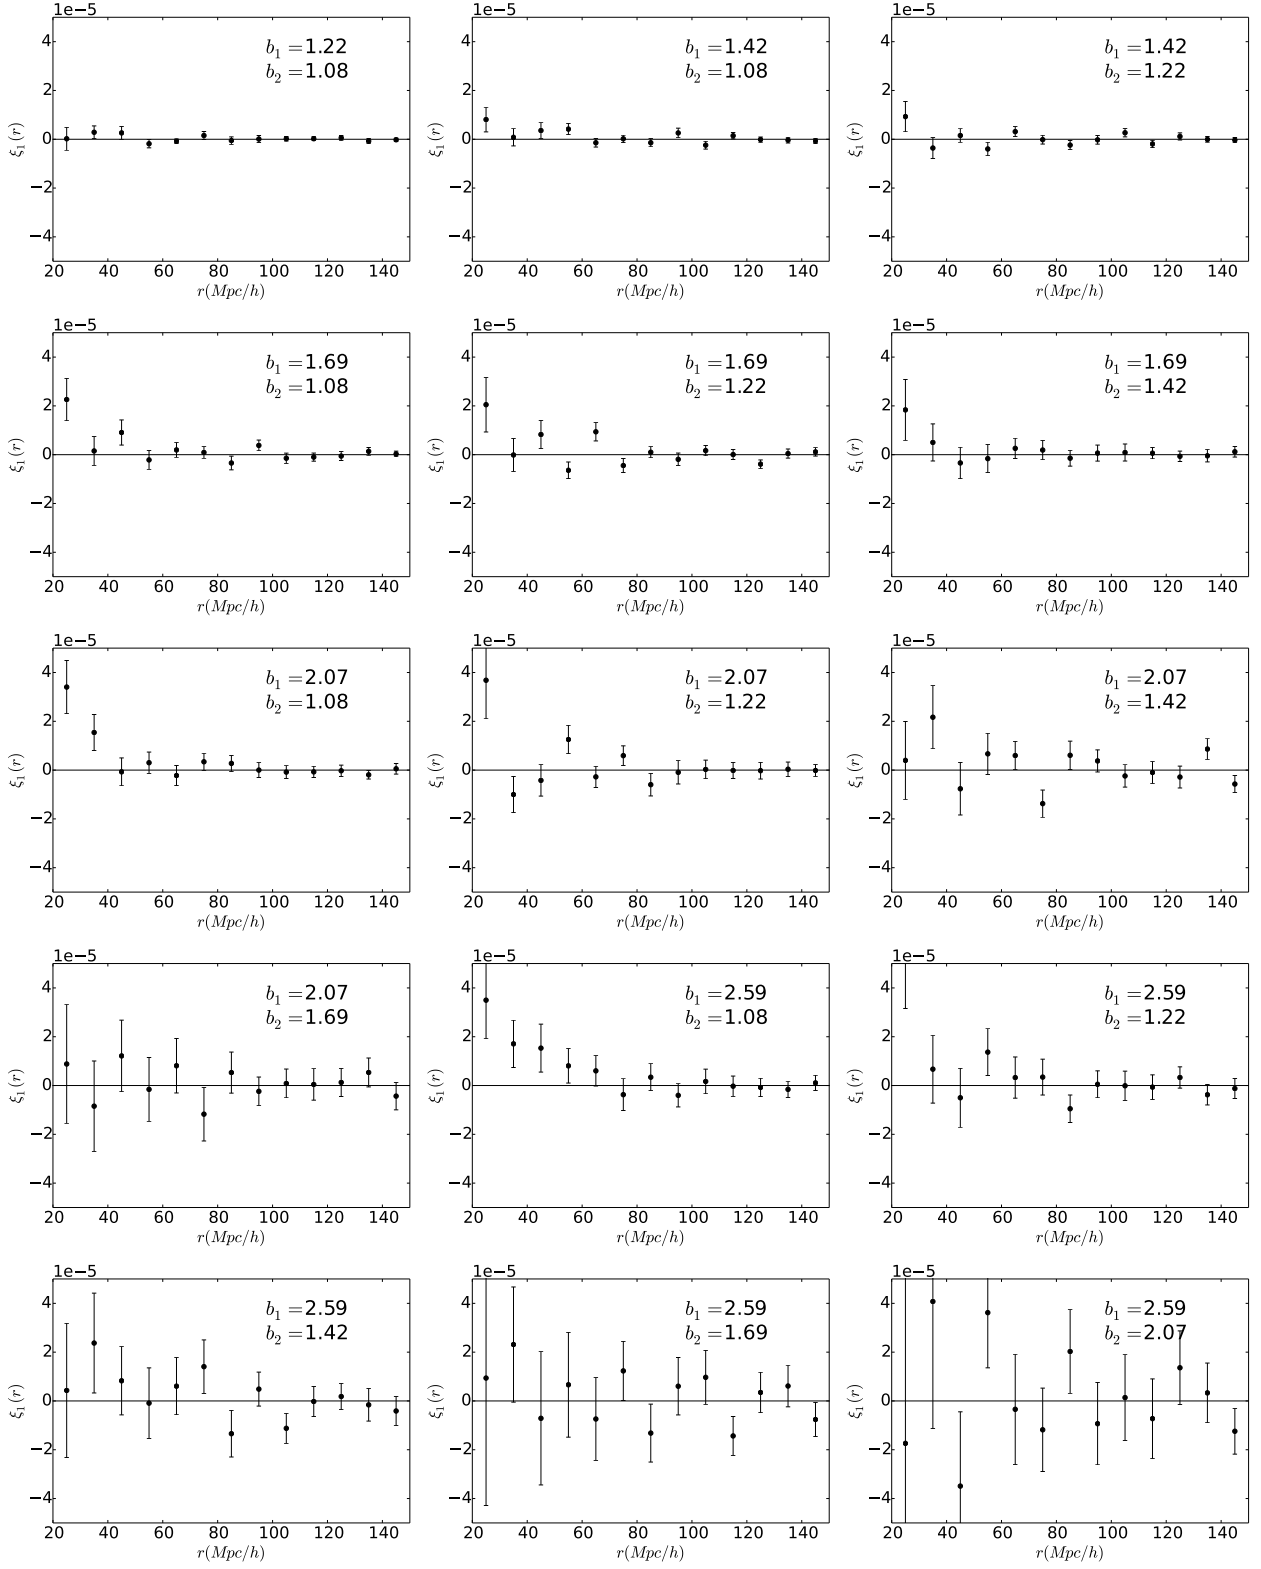 1e−5 1e−5 1e−5
4 4 4
b₁ =1.22 b₁ =1.42 b₁ =1.42
b₂ =1.08 b₂ =1.08 b₂ =1.22
2 2 2
ξ₁(r) ξ₁(r) ξ₁(r)
0 0 0
−2 −2 −2
−4 −4 −4
20 40 60 80 100 120 140 20 40 60 80 100 120 140 20 40 60 80 100 120 140
r(Mpc/h) r(Mpc/h) r(Mpc/h)
1e−5 1e−5 1e−5
4 4 4
b₁ =1.69 b₁ =1.69 b₁ =1.69
b₂ =1.08 b₂ =1.22 b₂ =1.42
2 2 2
ξ₁(r) ξ₁(r) ξ₁(r)
0 0 0
−2 −2 −2
−4 −4 −4
20 40 60 80 100 120 140 20 40 60 80 100 120 140 20 40 60 80 100 120 140
r(Mpc/h) r(Mpc/h) r(Mpc/h)
1e−5 1e−5 1e−5
4 4 4
b₁ =2.07 b₁ =2.07 b₁ =2.07
b₂ =1.08 b₂ =1.22 b₂ =1.42
2 2 2
ξ₁(r) ξ₁(r) ξ₁(r)
0 0 0
−2 −2 −2
−4 −4 −4
20 40 60 80 100 120 140 20 40 60 80 100 120 140 20 40 60 80 100 120 140
r(Mpc/h) r(Mpc/h) r(Mpc/h)
1e−5 1e−5 1e−5
4 4 4
b₁ =2.07 b₁ =2.59 b₁ =2.59
b₂ =1.69 b₂ =1.08 b₂ =1.22
2 2 2
ξ₁(r) ξ₁(r) ξ₁(r)
0 0 0
−2 −2 −2
−4 −4 −4
20 40 60 80 100 120 140 20 40 60 80 100 120 140 20 40 60 80 100 120 140
r(Mpc/h) r(Mpc/h) r(Mpc/h)
1e−5 1e−5 1e−5
4 4 4
b₁ =2.59 b₁ =2.59 b₁ =2.59
b₂ =1.42 b₂ =1.69 b₂ =2.07
2 2 2
ξ₁(r) ξ₁(r) ξ₁(r)
0 0 0
−2 −2 −2
−4 −4 −4
20 40 60 80 100 120 140 20 40 60 80 100 120 140 20 40 60 80 100 120 140
r(Mpc/h) r(Mpc/h) r(Mpc/h)